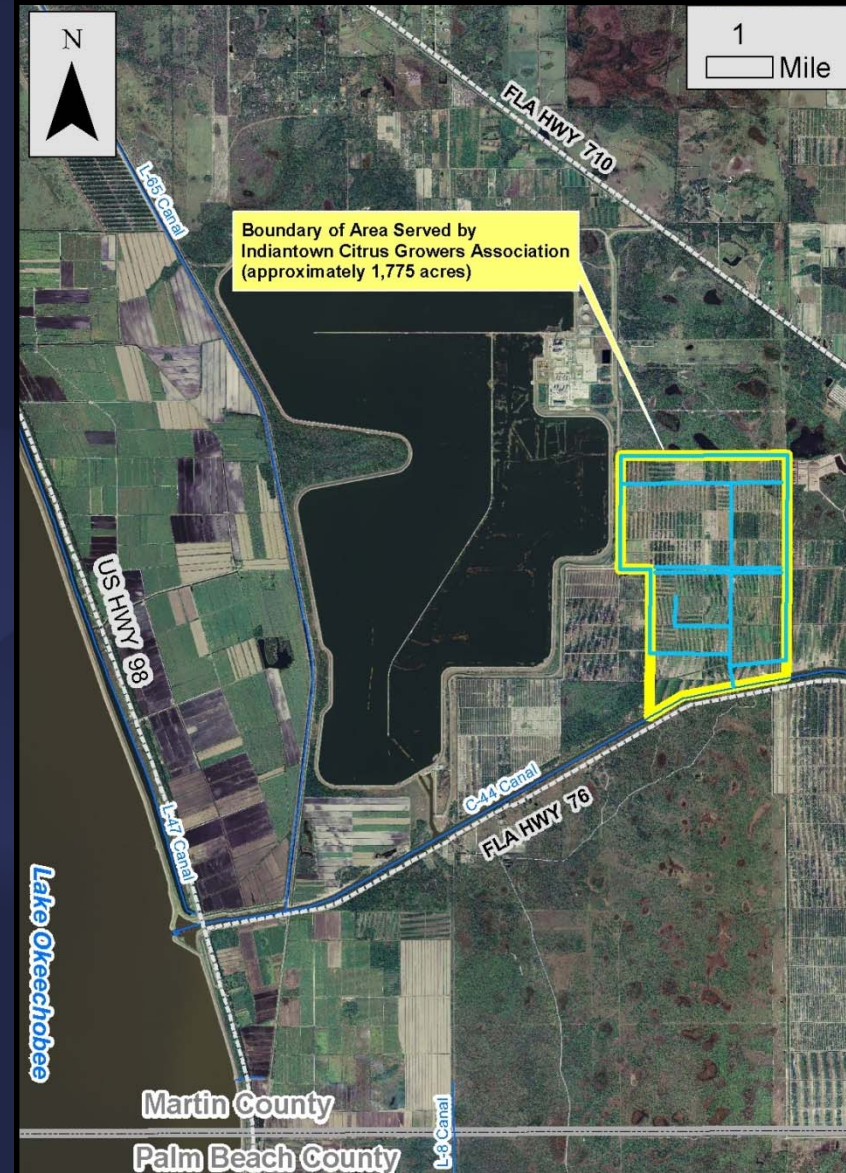 N
1
Mile
FLA HWY 710
L-65 Canal
Boundary of Area Served by
Indiantown Citrus Growers Association
(approximately 1,775 acres)
US HWY 98
L-47 Canal
C-44 Canal
FLA HWY 76
Lake Okeechobee
L-8 Canal
Martin County
Palm Beach County